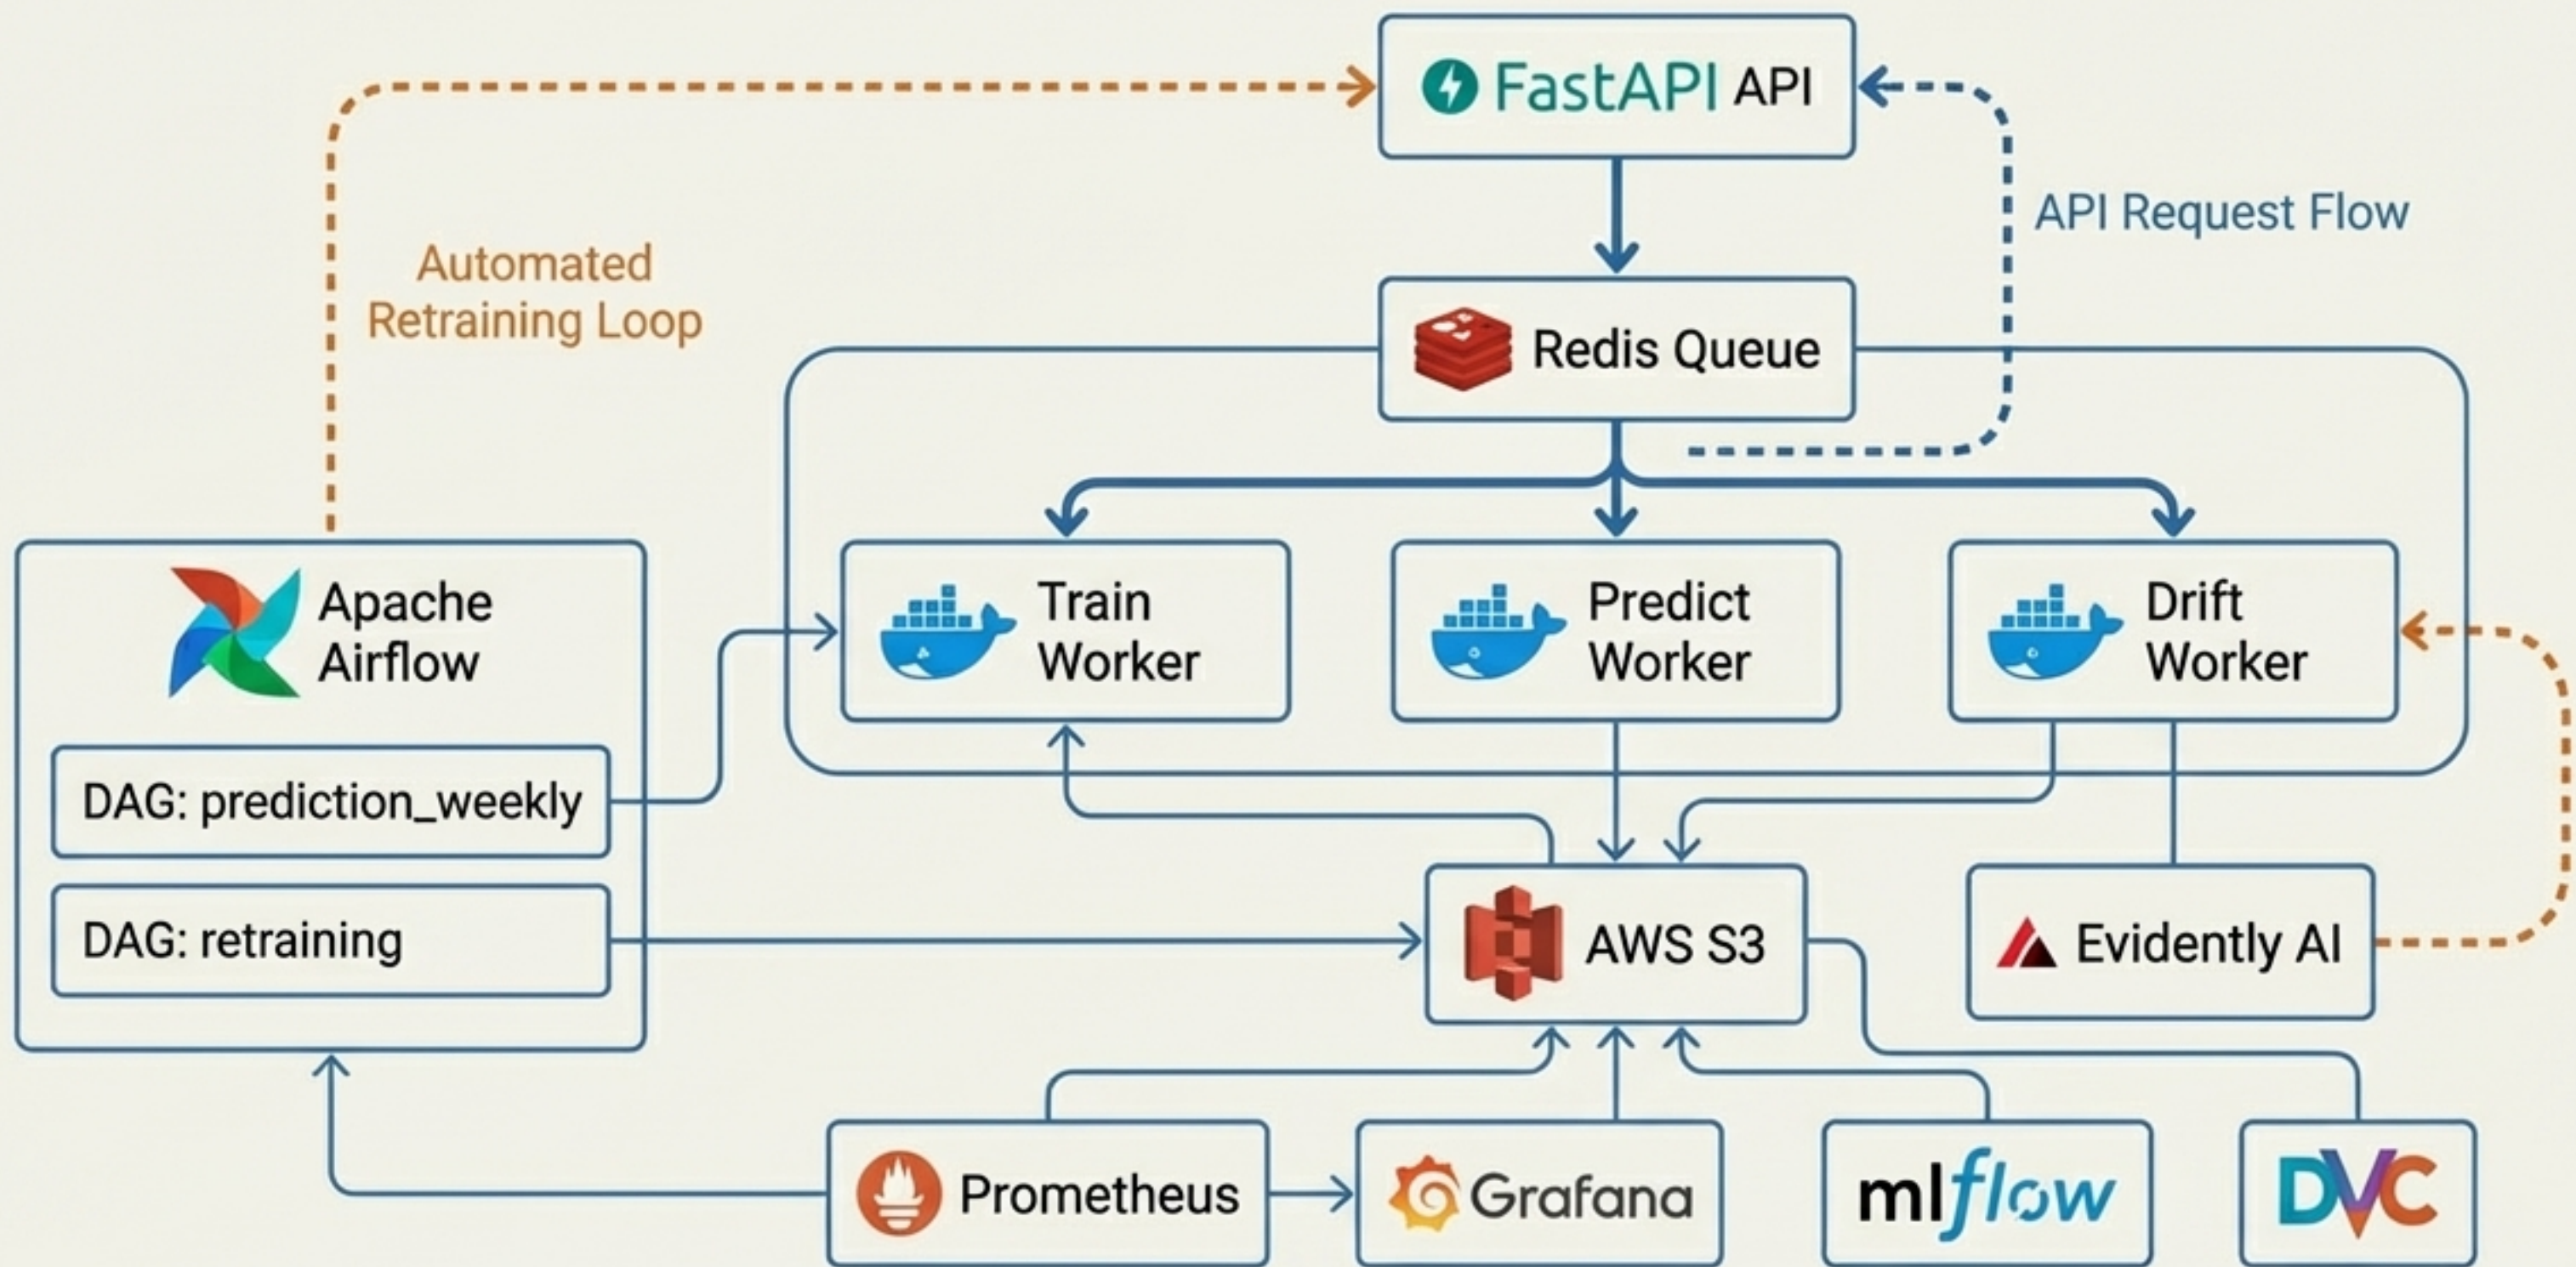 FastAPI API
API Request Flow
Automated
Retraining Loop
Redis Queue
Apache
Airflow
Train
Worker
Predict
Worker
Drift
Worker
DAG: prediction_weekly
DAG: retraining
AWS S3
Evidently AI
Prometheus
Grafana
mlflow
DVC